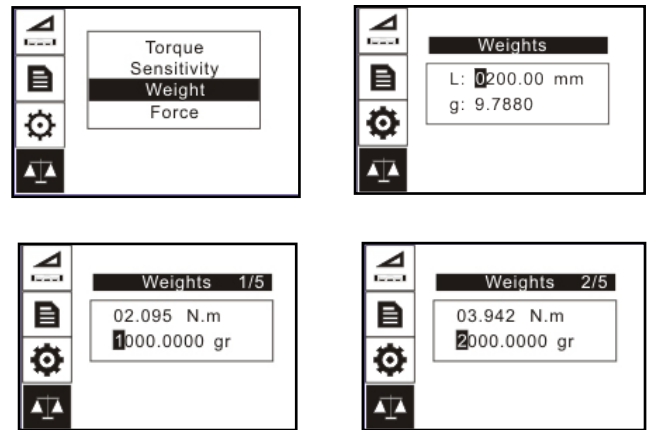 Torque
Sensitivity
Weight
Force
Weights
L: 0200.00 mm
g: 9.7880
Weights 1/5
02.095 N.m
1000.0000 gr
Weights 2/5
03.942 N.m
2000.0000 gr